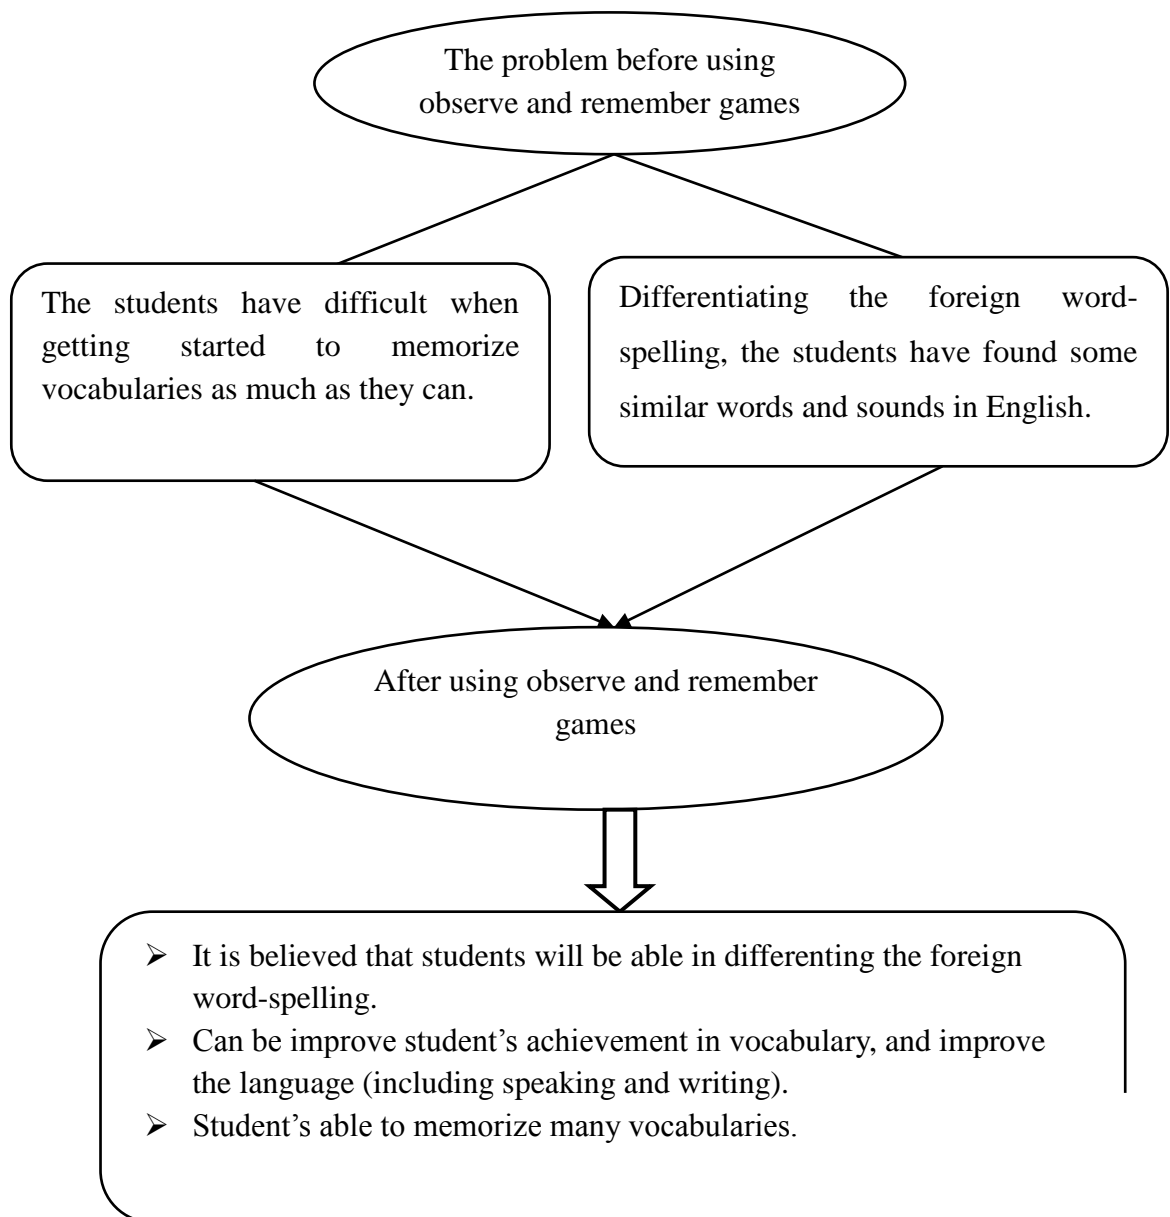 The problem before using
observe and remember games
The students have difficult when
getting started to memorize
vocabularies as much as they can.
Differentiating the foreign word-
spelling, the students have found some
similar words and sounds in English.
After using observe and remember
games
➢ It is believed that students will be able in differenting the foreign
word-spelling.
➢ Can be improve student’s achievement in vocabulary, and improve
the language (including speaking and writing).
➢ Student’s able to memorize many vocabularies.